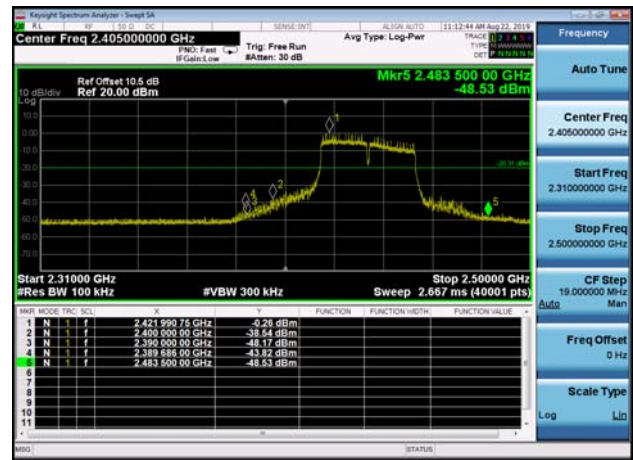 Keysight Spectrum Analyzer - Swept SA
RL RF 50 Ω DC SENSE:INT ALIGN AUTO 11:12:44 AM Aug 22, 2019
Center Freq 2.405000000 GHz
PNO: Fast
IFGain:Low
Trig: Free Run
#Atten: 30 dB
Avg Type: Log-Pwr
TRACE 1 2 3 4 5 6
TYPE M WWWWW
DET P N N N N N
Ref Offset 10.5 dB
Ref 20.00 dBm
10 dB/div
Log
Mkr5 2.483 500 00 GHz
-48.53 dBm
10.0
0.00
-10.0
-20.0
-30.0
-40.0
-50.0
-60.0
-70.0
1
2
3
4
5
Start 2.31000 GHz
Stop 2.50000 GHz
#Res BW 100 kHz
#VBW 300 kHz
Sweep 2.667 ms (40001 pts)
MKR MODE TRC SCL X Y FUNCTION FUNCTION WIDTH FUNCTION VALUE
1 N 1 f 2.421 990 75 GHz -0.26 dBm
2 N 1 f 2.400 000 00 GHz -38.54 dBm
3 N 1 f 2.390 000 00 GHz -48.17 dBm
4 N 1 f 2.389 686 00 GHz -43.82 dBm
5 N 1 f 2.483 500 00 GHz -48.53 dBm
6
7
8
9
10
11
MSG
STATUS
Frequency
Auto Tune
Center Freq
2.405000000 GHz
Start Freq
2.310000000 GHz
Stop Freq
2.500000000 GHz
CF Step
19.000000 MHz
Auto Man
Freq Offset
0 Hz
Scale Type
Log Lin